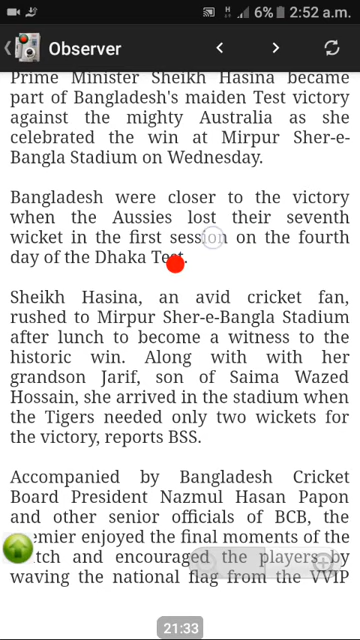 H
6% 2:52 a.m.
Observer
Prime Minister Sheikh Hasina became
part of Bangladesh's maiden Test victory
against the mighty Australia as she
celebrated the win at Mirpur Sher-e-
Bangla Stadium on Wednesday.
Bangladesh were closer to the victory
when the Aussies lost their seventh
wicket in the first session on the fourth
day of the Dhaka Test.
Sheikh Hasina, an avid cricket fan,
rushed to Mirpur Sher-e-Bangla Stadium
after lunch to become a witness to the
historic win. Along with with her
grandson Jarif, son of Saima Wazed
Hossain, she arrived in the stadium when
the Tigers needed only two wickets for
the victory, reports BSS.
Accompanied by Bangladesh Cricket
Board President Nazmul Hasan Papon
and other senior officials of BCB, the
premier enjoyed the final moments of the
match and encouraged the players by
waving the national flag from the VVIP
21:33